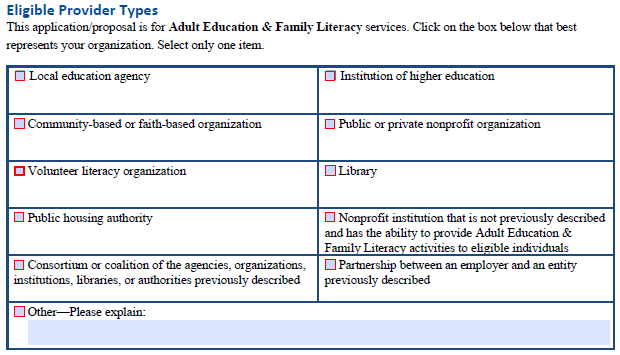 Eligible Provider Types
This application/proposal is for Adult Education & Family Literacy services. Click on the box below that best
represents your organization. Select only one item.
Local education agency
Institution of higher education
Community-based or faith-based organization
Public or private nonprofit organization
Volunteer literacy organization
Library
Public housing authority
Nonprofit institution that is not previously described
and has the ability to provide Adult Education &
Family Literacy activities to eligible individuals
Consortium or coalition of the agencies, organizations,
institutions, libraries, or authorities previously described
Partnership between an employer and an entity
previously described
Other—Please explain: